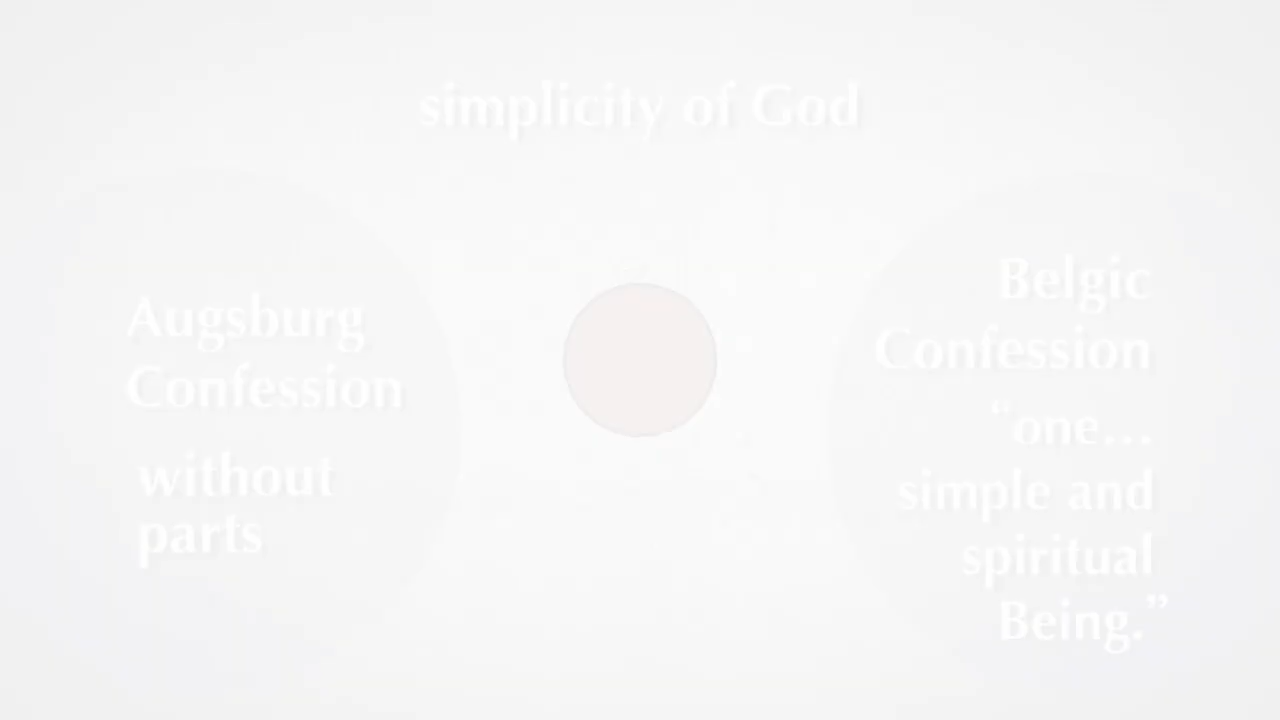 simplicity of God
Augsburg
Confession
without
parts
Belgic
Confession
“one…
simple and
spiritual
Being.”